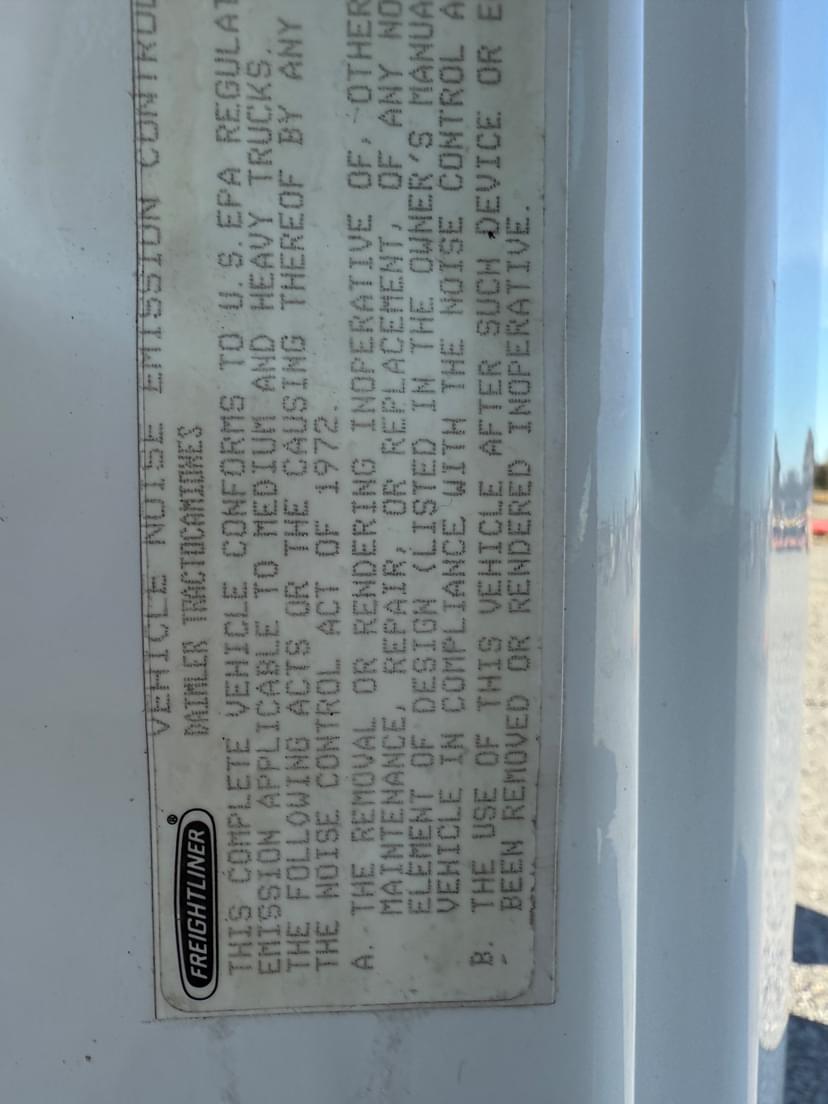 VEHICLE NOISE EMISSION CONTROL
DAIMLER TRACTOCAMIONES
FREIGHTLINER®
THIS COMPLETE VEHICLE CONFORMS TO U.S.EPA REGULAT
EMISSION APPLICABLE TO MEDIUM AND HEAVY TRUCKS.
THE FOLLOWING ACTS OR THE CAUSING THEREOF BY ANY
THE NOISE CONTROL ACT OF 1972.
A. THE REMOVAL OR RENDERING INOPERATIVE OF, OTHER
MAINTENANCE, REPAIR, OR REPLACEMENT, OF ANY NO
ELEMENT OF DESIGN (LISTED IN THE OWNER'S MANUA
VEHICLE IN COMPLIANCE WITH THE NOISE CONTROL A
B. THE USE OF THIS VEHICLE AFTER SUCH DEVICE OR E
BEEN REMOVED OR RENDERED INOPERATIVE.